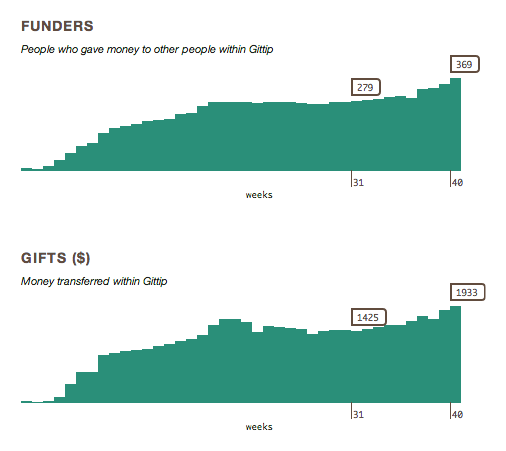 FUNDERS
People who gave money to other people within Gittip
369
279
31
40
weeks
GIFTS ($)
Money transferred within Gittip
1933
1425
31
40
weeks